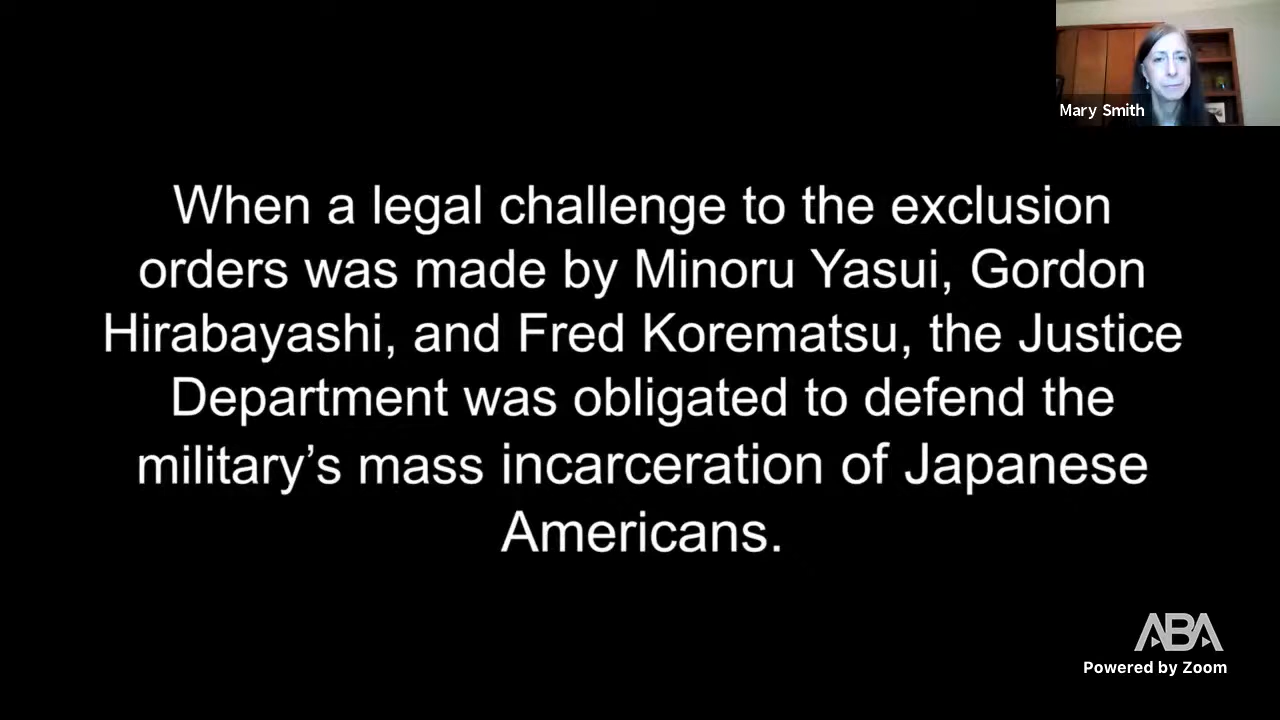 Mary Smith
When a legal challenge to the exclusion
orders was made by Minoru Yasui, Gordon
Hirabayashi, and Fred Korematsu, the Justice
Department was obligated to defend the
military’s mass incarceration of Japanese
Americans.
ABA
Powered by Zoom